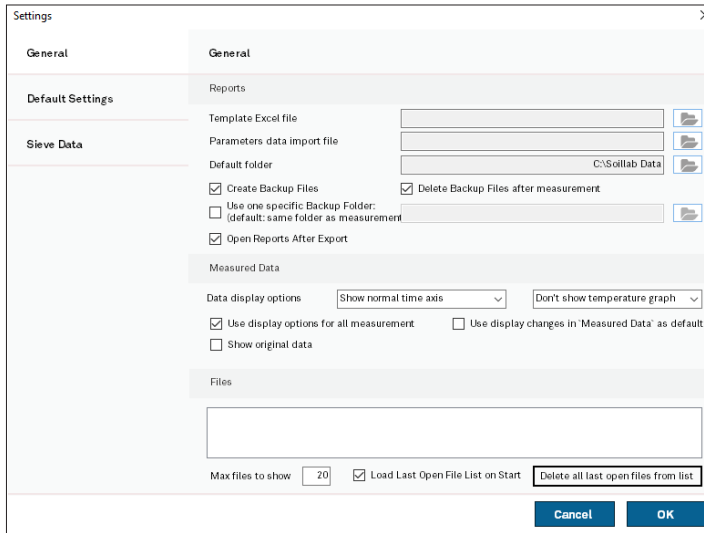 Settings
General
Default Settings
Sieve Data
General
Reports
Template Excel file
Parameters data import file
Default folder C:\Soillab Data
Create Backup Files Delete Backup Files after measurement
Use one specific Backup Folder:
(default: same folder as measurement
Open Reports After Export
Measured Data
Data display options Show normal time axis Don't show temperature graph
Use display options for all measurement Use display changes in `Measured Data` as default
Show original data
Files
Max files to show 20 Load Last Open File List on Start Delete all last open files from list
Cancel OK